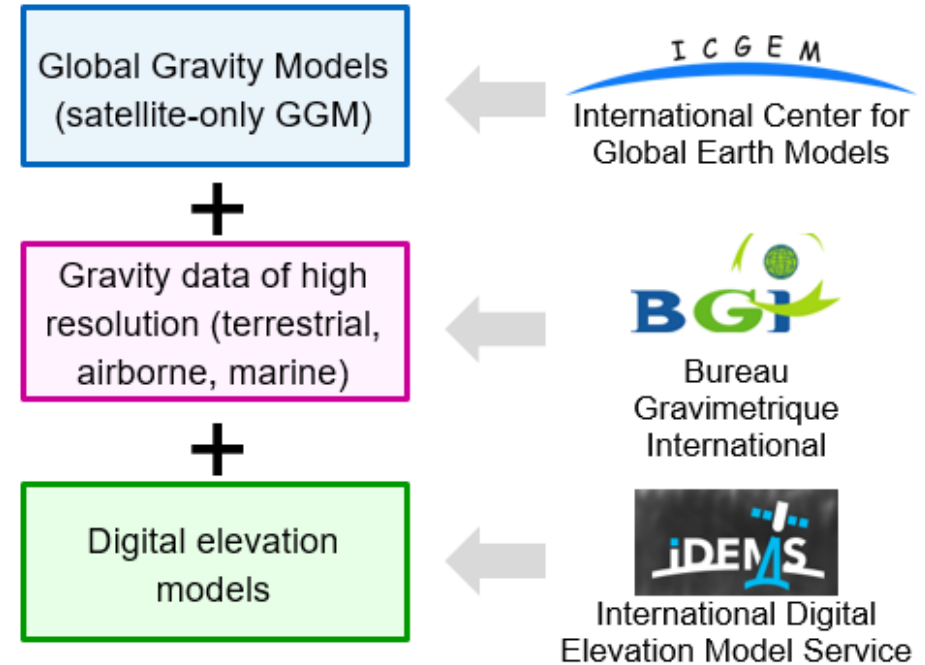 Global Gravity Models
(satellite-only GGM)
ICGEM
International Center for
Global Earth Models
+
Gravity data of high
resolution (terrestrial,
airborne, marine)
BGI
Bureau
Gravimetrique
International
+
Digital elevation
models
iDEMS
International Digital
Elevation Model Service